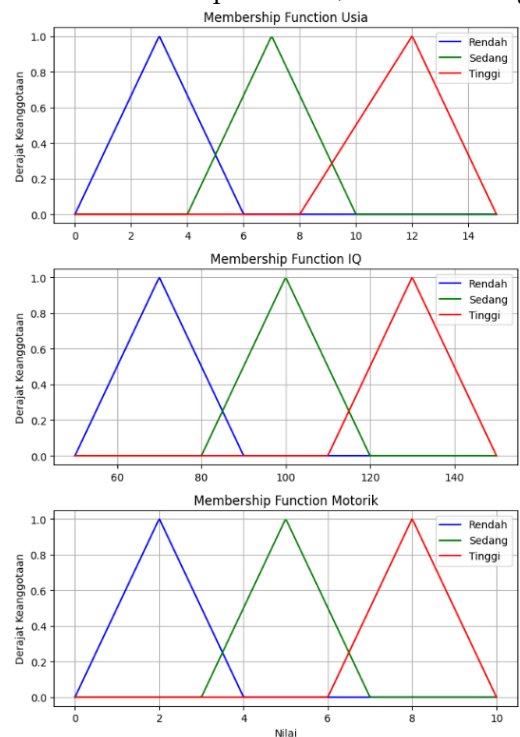 Membership Function Usia
Derajat Keanggotaan
1.0
0.8
0.6
0.4
0.2
0.0
Rendah
Sedang
Tinggi
0 2 4 6 8 10 12 14
Membership Function IQ
Derajat Keanggotaan
1.0
0.8
0.6
0.4
0.2
0.0
Rendah
Sedang
Tinggi
60 80 100 120 140
Membership Function Motorik
Derajat Keanggotaan
1.0
0.8
0.6
0.4
0.2
0.0
Rendah
Sedang
Tinggi
0 2 4 6 8 10
Nilai